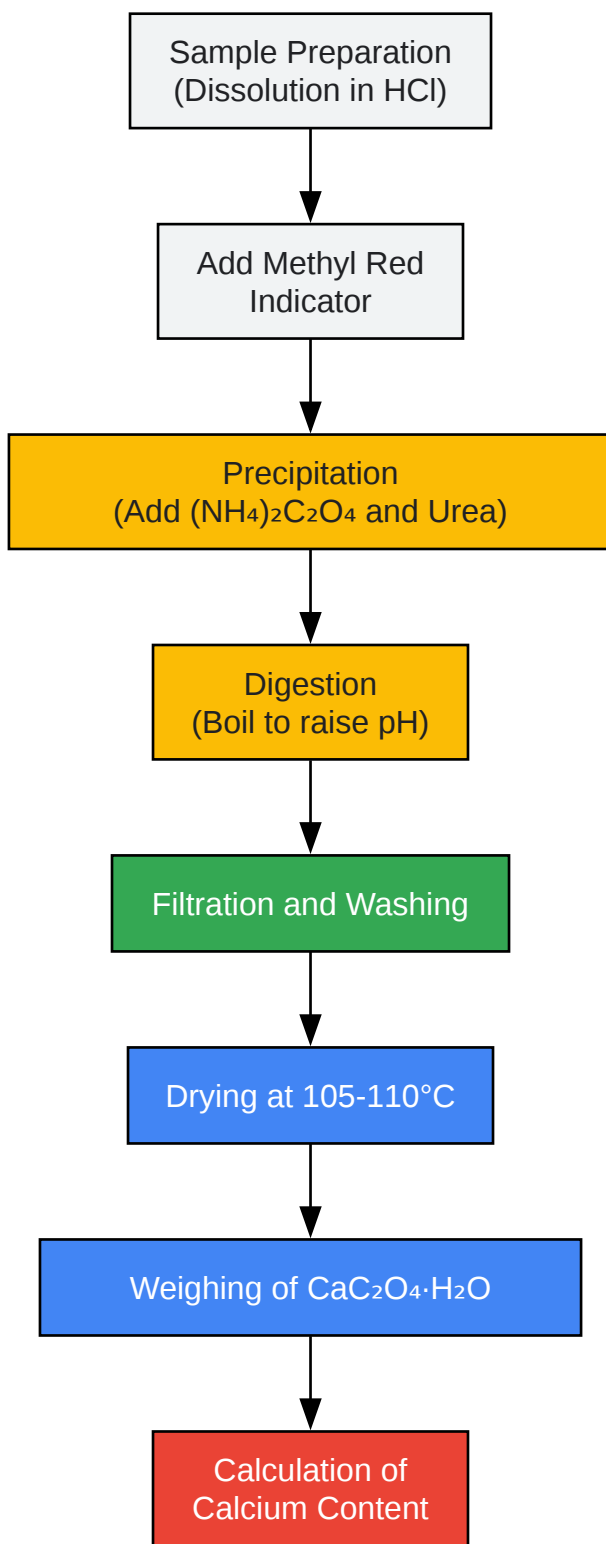 Sample Preparation
(Dissolution in HCl)
Add Methyl Red
Indicator
Precipitation
(Add (NH₄)₂C₂O₄ and Urea)
Digestion
(Boil to raise pH)
Filtration and Washing
Drying at 105-110°C
Weighing of CaC₂O₄·H₂O
Calculation of
Calcium Content